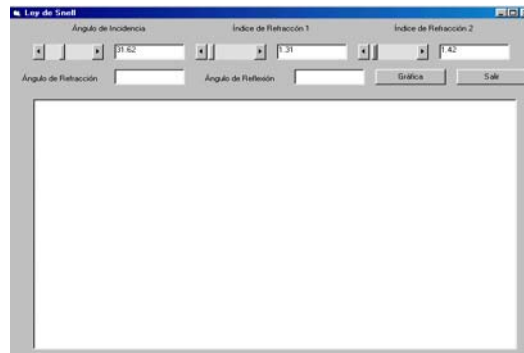 Ley de Snell
Ángulo de Incidencia Índice de Refracción 1 Índice de Refracción 2
31.62 1.31 1.42
Ángulo de Refracción Ángulo de Reflexión Gráfica Salir